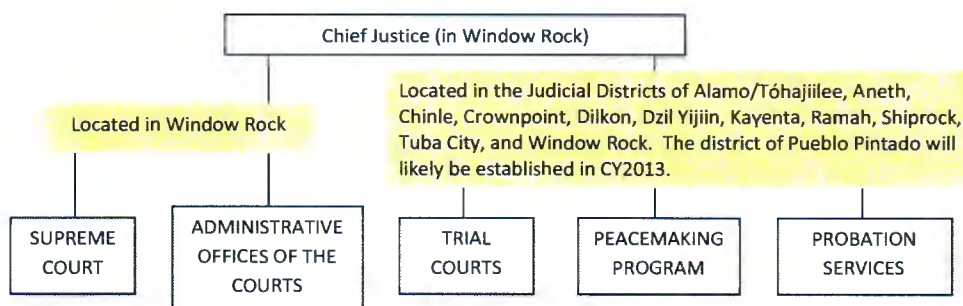 Chief Justice (in Window Rock)
Located in Window Rock
Located in the Judicial Districts of Alamo/Tóhajiilee, Aneth,
Chinle, Crownpoint, Dilkon, Dzil Yijiin, Kayenta, Ramah, Shiprock,
Tuba City, and Window Rock. The district of Pueblo Pintado will
likely be established in CY2013.
SUPREME
COURT
ADMINISTRATIVE
OFFICES OF THE
COURTS
TRIAL
COURTS
PEACEMAKING
PROGRAM
PROBATION
SERVICES